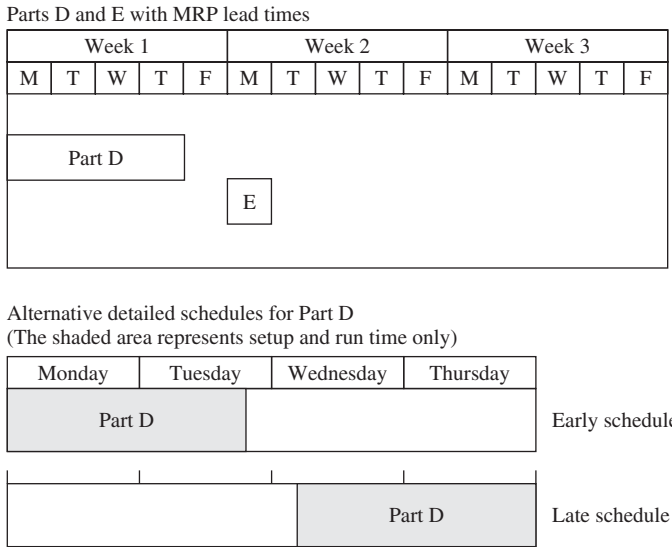 Parts D and E with MRP lead times
Week 1 Week 2 Week 3
M T W T F M T W T F M T W T F
Part D
E
Alternative detailed schedules for Part D
(The shaded area represents setup and run time only)
Monday Tuesday Wednesday Thursday
Part D Early schedule
Part D Late schedule